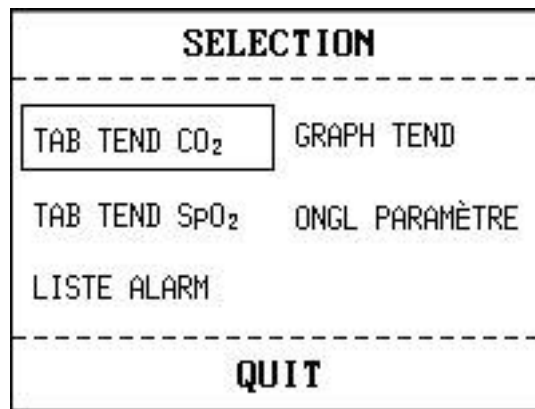 SELECTION
TAB TEND CO₂ GRAPH TEND
TAB TEND SpO₂ ONGL PARAMÈTRE
LISTE ALARM
QUIT